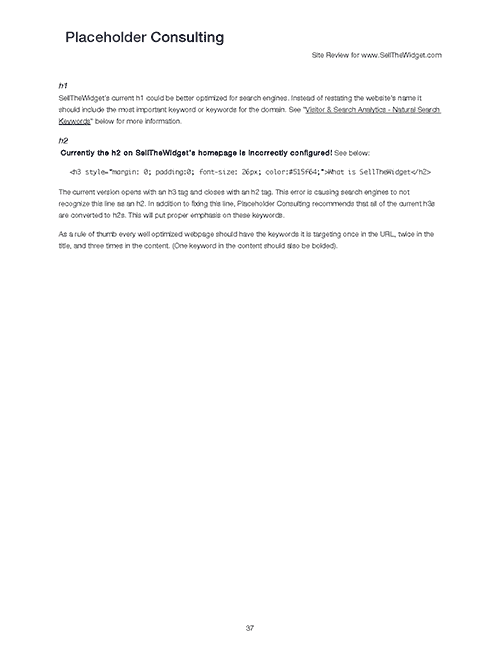 Placeholder Consulting
Site Review for www.SellTheWidget.com
h1
SellTheWidget's current h1 could be better optimized for search engines. Instead of restating the website's name it
should include the most important keyword or keywords for the domain. See "Visitor & Search Analytics - Natural Search
Keywords" below for more information.
h2
Currently the h2 on SellTheWidget's homepage is incorrectly configured! See below:
<h3 style="margin: 0; padding:0; font-size: 26px; color:#515F64;">What is SellTheWidget</h2>
The current version opens with an h3 tag and closes with an h2 tag. This error is causing search engines to not
recognize this line as an h2. In addition to fixing this line, Placeholder Consulting recommends that all of the current h3s
are converted to h2s. This will put proper emphasis on these keywords.
As a rule of thumb every well optimized webpage should have the keywords it is targeting once in the URL, twice in the
title, and three times in the content. (One keyword in the content should also be bolded).
37